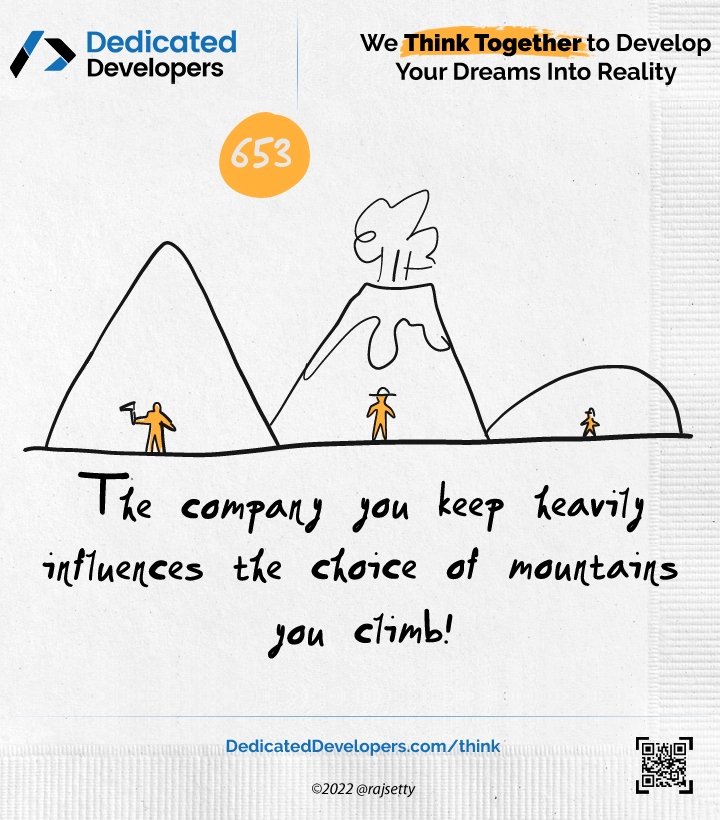 Dedicated
Developers
We Think Together to Develop
Your Dreams Into Reality
653
The company you keep heavily
influences the choice of mountains
you climb!
DedicatedDevelopers.com/think
©2022 @rajsetty